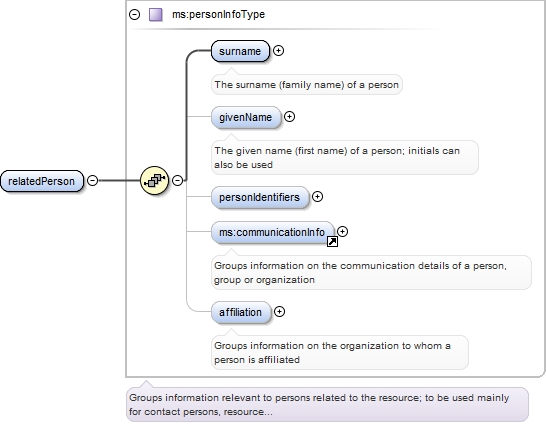 ms:personInfoType
surname
The surname (family name) of a person
givenName
The given name (first name) of a person; initials can
also be used
relatedPerson
personIdentifiers
ms:communicationInfo
Groups information on the communication details of a person,
group or organization
affiliation
Groups information on the organization to whom a
person is affiliated
Groups information relevant to persons related to the resource; to be used mainly
for contact persons, resource...